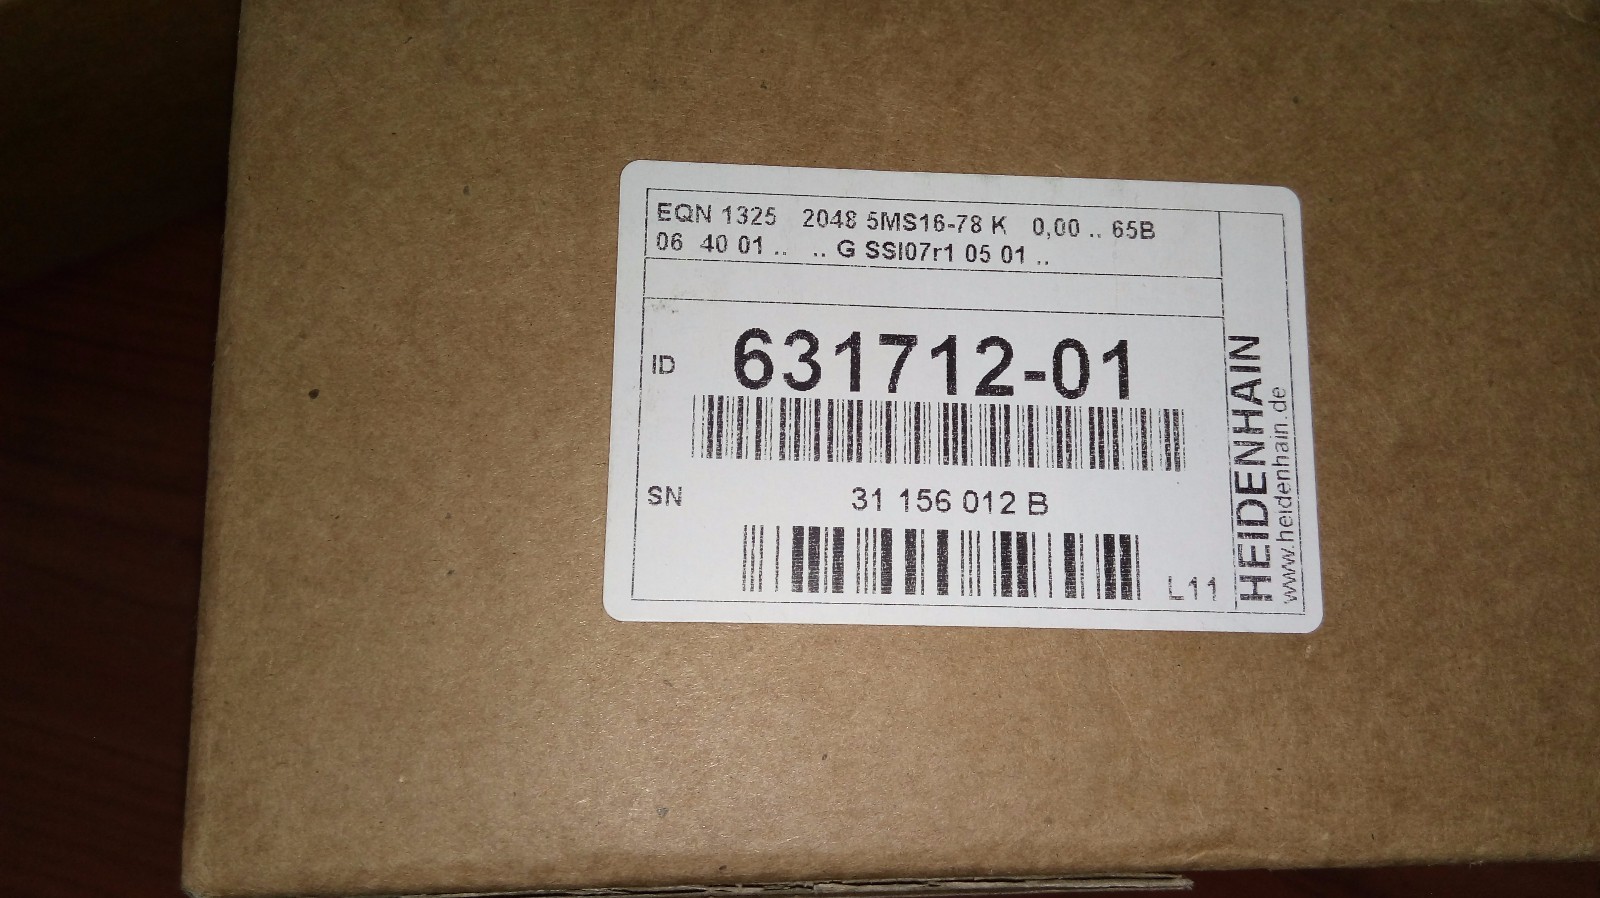 EQN 1325 2048 5MS16-78 K 0,00 .. 65B
06 40 01 .. .. G SSI07r1 05 01 ..
ID 631712-01
SN 31 156 012 B
L11
HEIDENHAIN
www.heidenhain.de